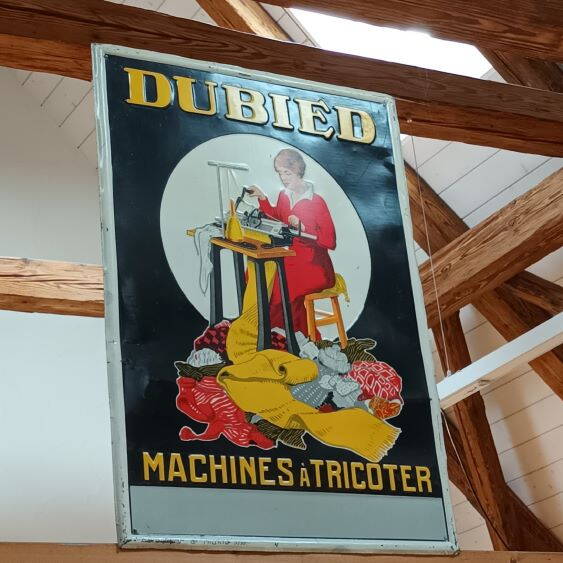 DUBIED
MACHINES À TRICOTER